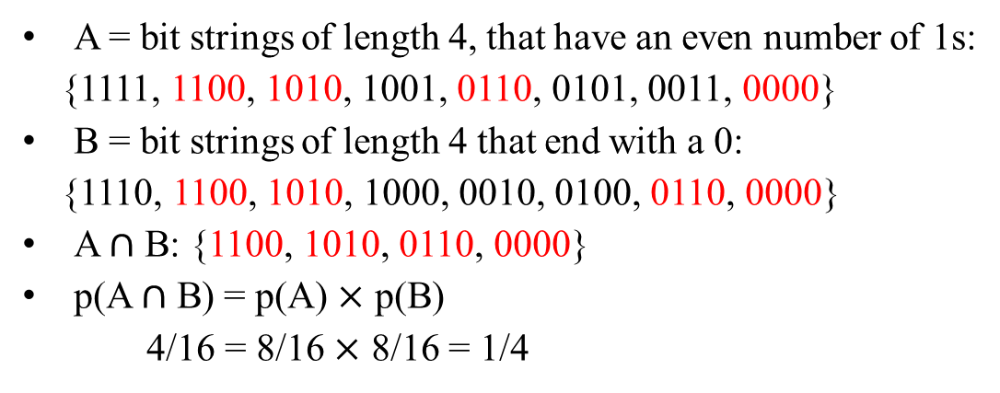 • A = bit strings of length 4, that have an even number of 1s:
{1111, 1100, 1010, 1001, 0110, 0101, 0011, 0000}
• B = bit strings of length 4 that end with a 0:
{1110, 1100, 1010, 1000, 0010, 0100, 0110, 0000}
• A ∩ B: {1100, 1010, 0110, 0000}
• p(A ∩ B) = p(A) × p(B)
4/16 = 8/16 × 8/16 = 1/4